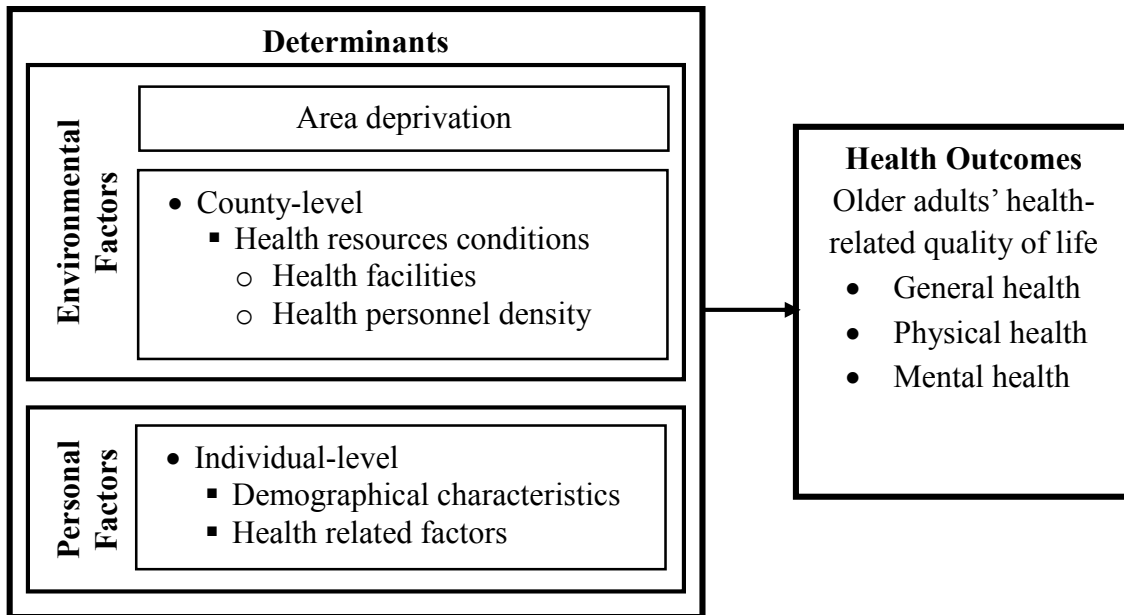 Determinants
Environmental
Factors
Area deprivation
• County-level
▪ Health resources conditions
o Health facilities
o Health personnel density
Personal
Factors
• Individual-level
▪ Demographical characteristics
▪ Health related factors
Health Outcomes
Older adults’ health-
related quality of life
• General health
• Physical health
• Mental health